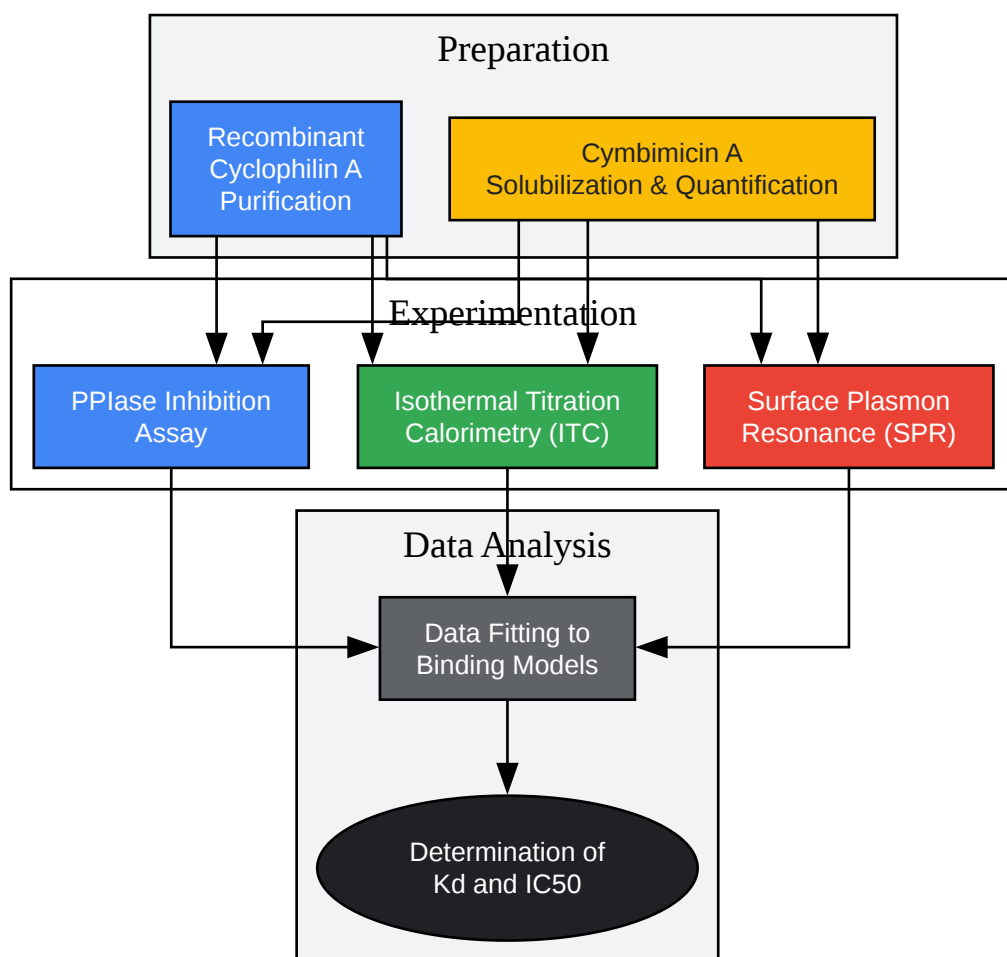 Preparation
Recombinant
Cyclophilin A
Purification
Cymbimicin A
Solubilization & Quantification
Experimentation
PPIase Inhibition
Assay
Isothermal Titration
Calorimetry (ITC)
Surface Plasmon
Resonance (SPR)
Data Analysis
Data Fitting to
Binding Models
Determination of
Kd and IC50